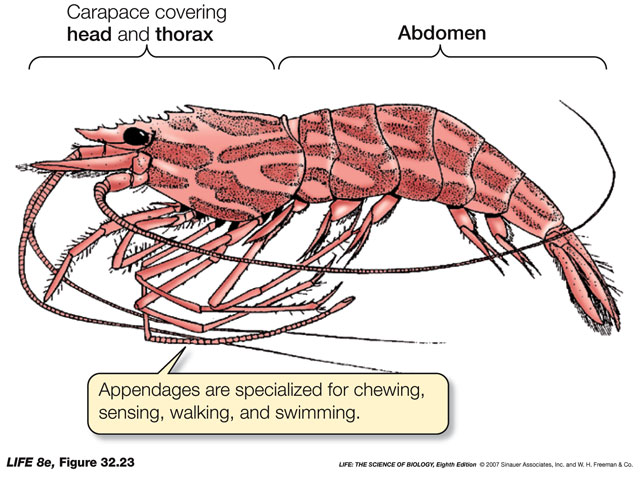 Carapace covering
head and thorax
Abdomen
Appendages are specialized for chewing,
sensing, walking, and swimming.
LIFE 8e, Figure 32.23
LIFE: THE SCIENCE OF BIOLOGY, Eighth Edition © 2007 Sinauer Associates, Inc. and W. H. Freeman & Co.